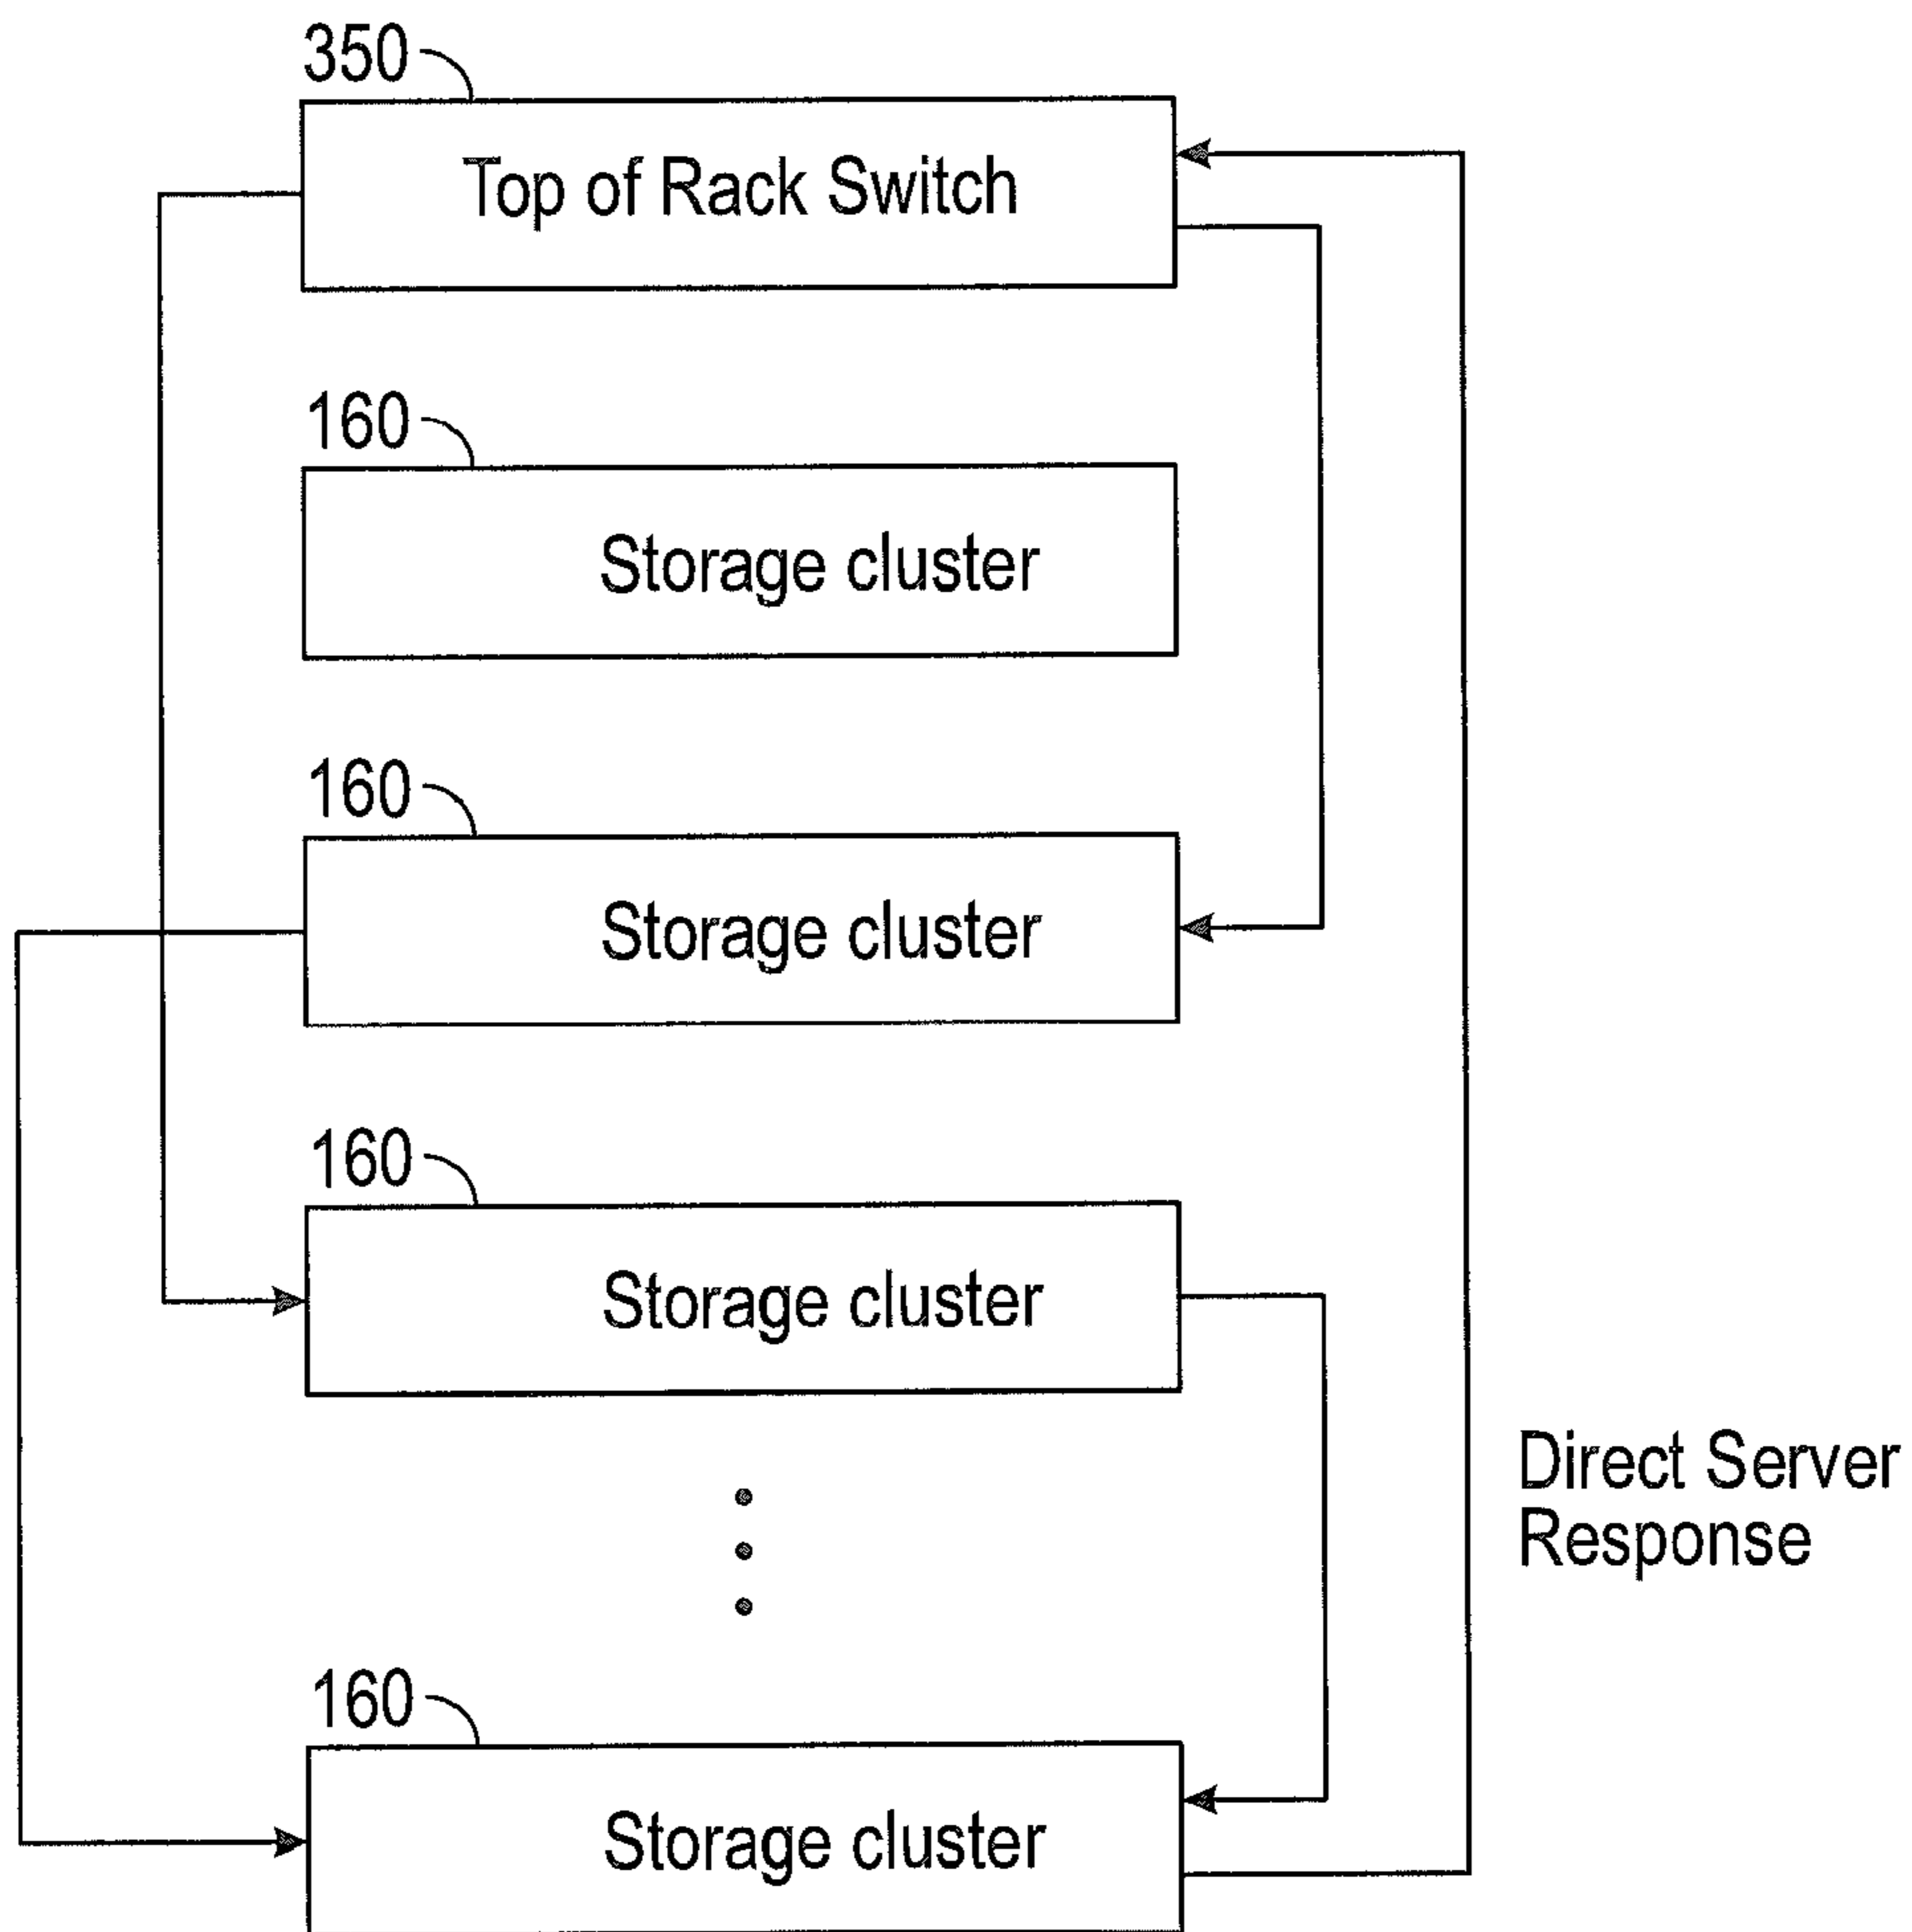 350
Top of Rack Switch
160
Storage cluster
160
Storage cluster
160
Storage cluster
Direct Server
Response
160
Storage cluster